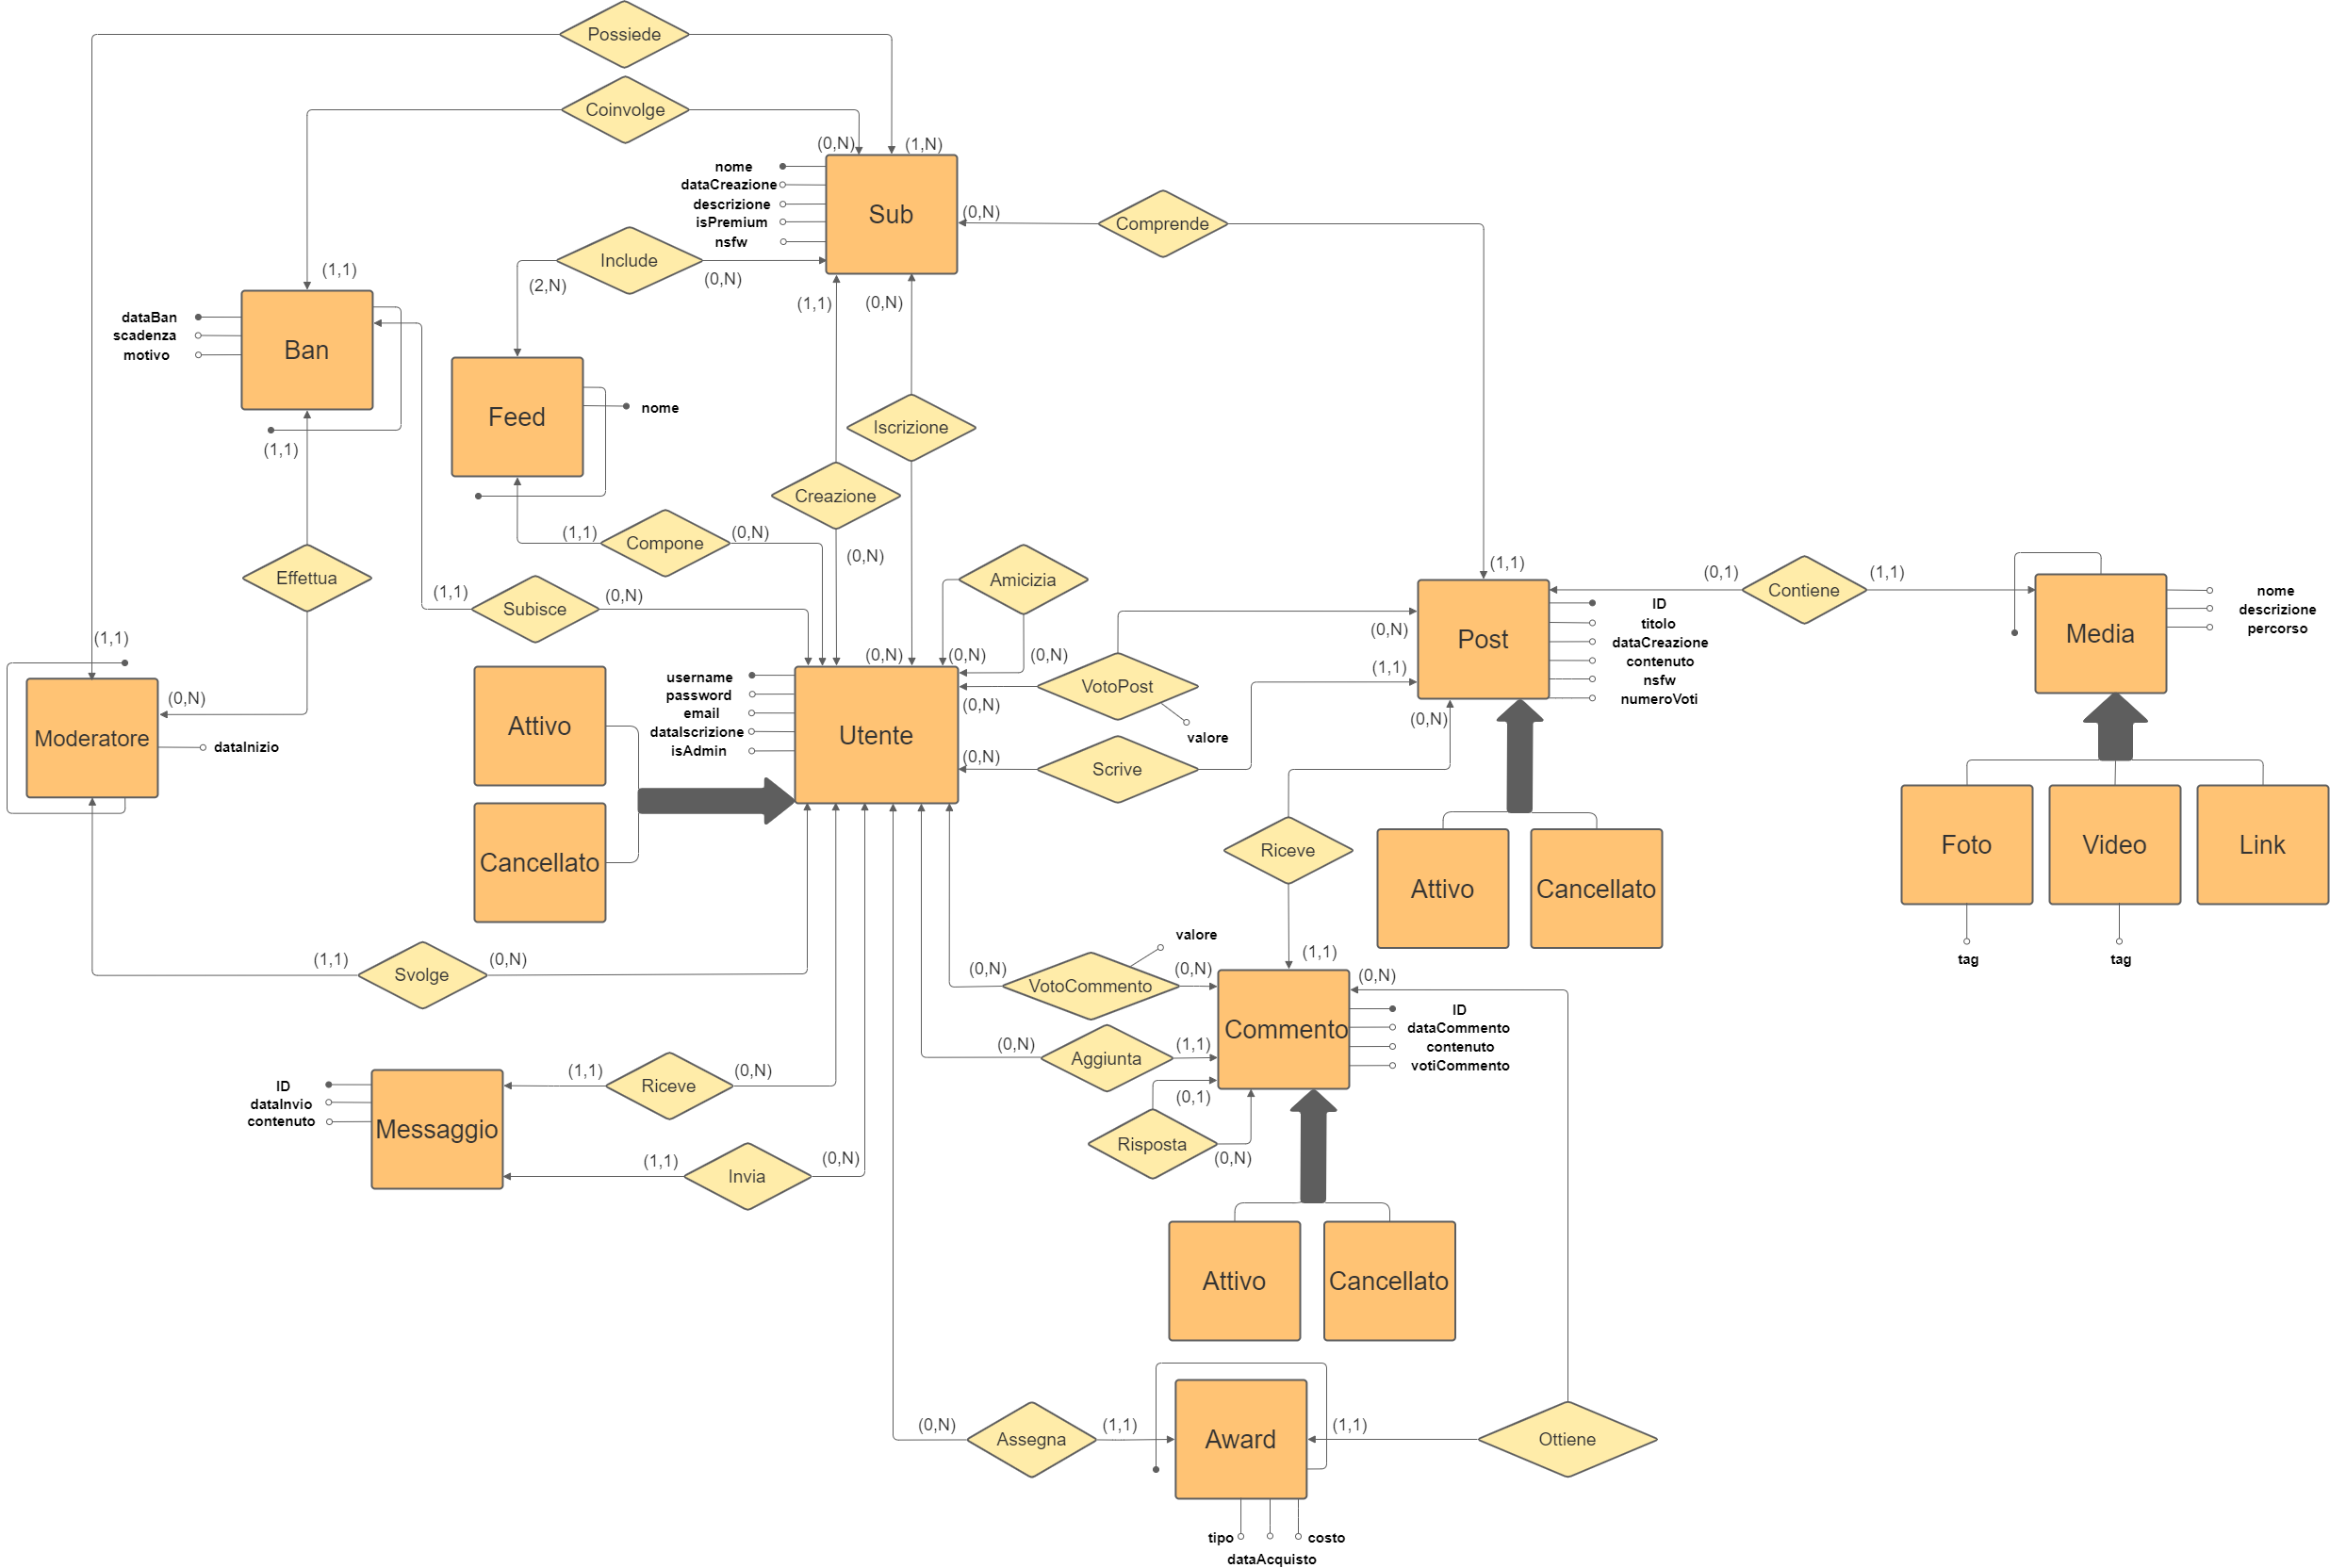 Possiede
Coinvolge
(0,N)
(1,N)
nome
dataCreazione
descrizione
isPremium
nsfw
Sub
(0,N)
Comprende
Include
(2,N)
(0,N)
(1,1)
(1,1)
(0,N)
dataBan
scadenza
motivo
Ban
Feed
nome
(1,1)
Iscrizione
Creazione
(1,1)
Compone
(0,N)
(0,N)
Effettua
(1,1)
Subisce
(0,N)
Amicizia
(1,1)
(0,1)
Contiene
(1,1)
(0,N)
(0,N)
(0,N)
(0,N)
Post
ID
titolo
dataCreazione
contenuto
nsfw
numeroVoti
Media
nome
descrizione
percorso
(1,1)
(0,N)
Moderatore
dataInizio
Attivo
username
password
email
dataIscrizione
isAdmin
Utente
(0,N)
VotoPost
valore
(1,1)
(0,N)
(0,N)
Scrive
Cancellato
Riceve
Attivo
Cancellato
Foto
Video
Link
tag
tag
(1,1)
Svolge
(0,N)
valore
(0,N)
VotoCommento
(0,N)
(1,1)
(0,N)
Commento
ID
dataCommento
contenuto
votiCommento
(0,N)
Aggiunta
(1,1)
(0,1)
Risposta
(0,N)
ID
dataInvio
contenuto
Messaggio
(1,1)
Riceve
(0,N)
(1,1)
Invia
(0,N)
Attivo
Cancellato
(0,N)
Assegna
(1,1)
Award
(1,1)
Ottiene
tipo
costo
dataAcquisto